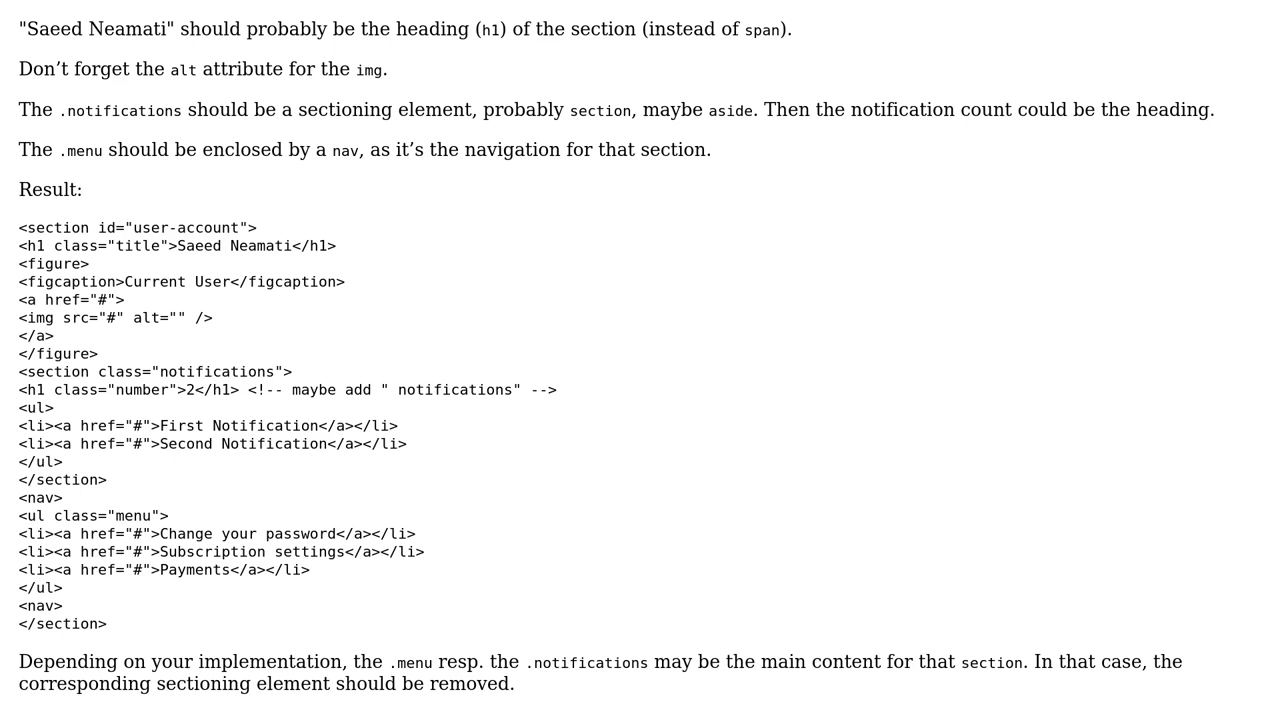 "Saeed Neamati" should probably be the heading (h1) of the section (instead of span).
Don’t forget the alt attribute for the img.
The .notifications should be a sectioning element, probably section, maybe aside. Then the notification count could be the heading.
The .menu should be enclosed by a nav, as it’s the navigation for that section.
Result:
<section id="user-account">
<h1 class="title">Saeed Neamati</h1>
<figure>
<figcaption>Current User</figcaption>
<a href="#">
<img src="#" alt="" />
</a>
</figure>
<section class="notifications">
<h1 class="number">2</h1> <!-- maybe add " notifications" -->
<ul>
<li><a href="#">First Notification</a></li>
<li><a href="#">Second Notification</a></li>
</ul>
</section>
<nav>
<ul class="menu">
<li><a href="#">Change your password</a></li>
<li><a href="#">Subscription settings</a></li>
<li><a href="#">Payments</a></li>
</ul>
<nav>
</section>
Depending on your implementation, the .menu resp. the .notifications may be the main content for that section. In that case, the
corresponding sectioning element should be removed.